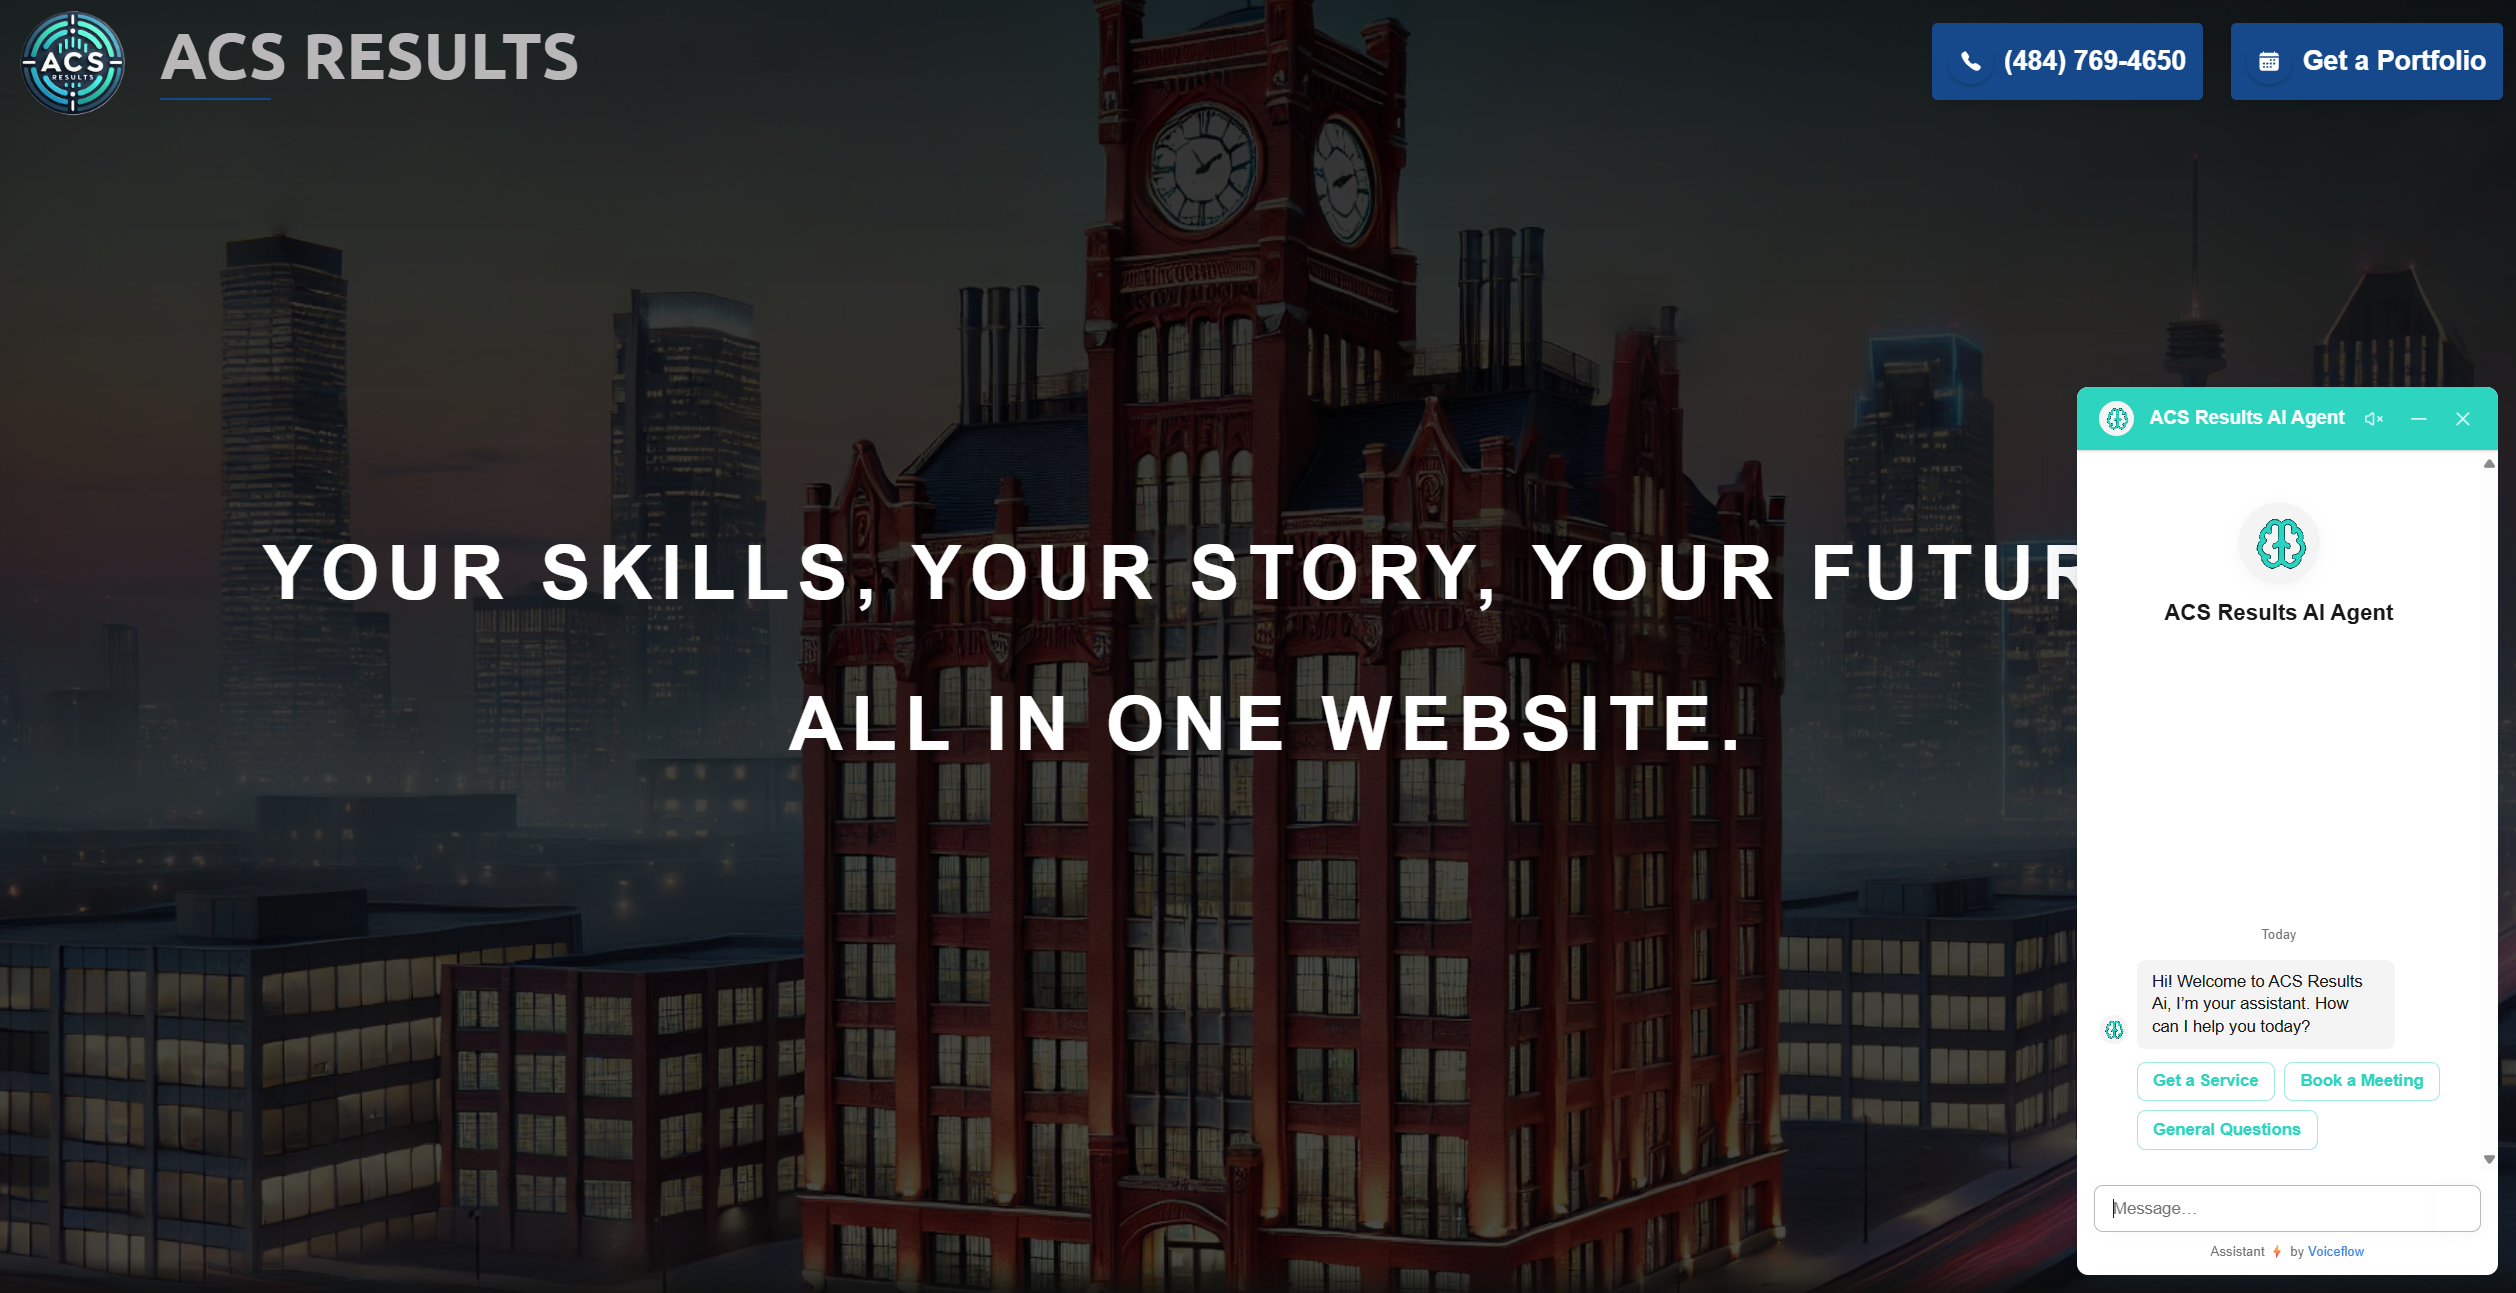 ACS
RESULTS
ACS RESULTS
(484) 769-4650
Get a Portfolio
YOUR SKILLS, YOUR STORY, YOUR FUTUR
ALL IN ONE WEBSITE.
ACS Results AI Agent
ACS Results AI Agent
Today
Hi! Welcome to ACS Results
Ai, I'm your assistant. How
can I help you today?
Get a Service
Book a Meeting
General Questions
Message...
Assistant by Voiceflow